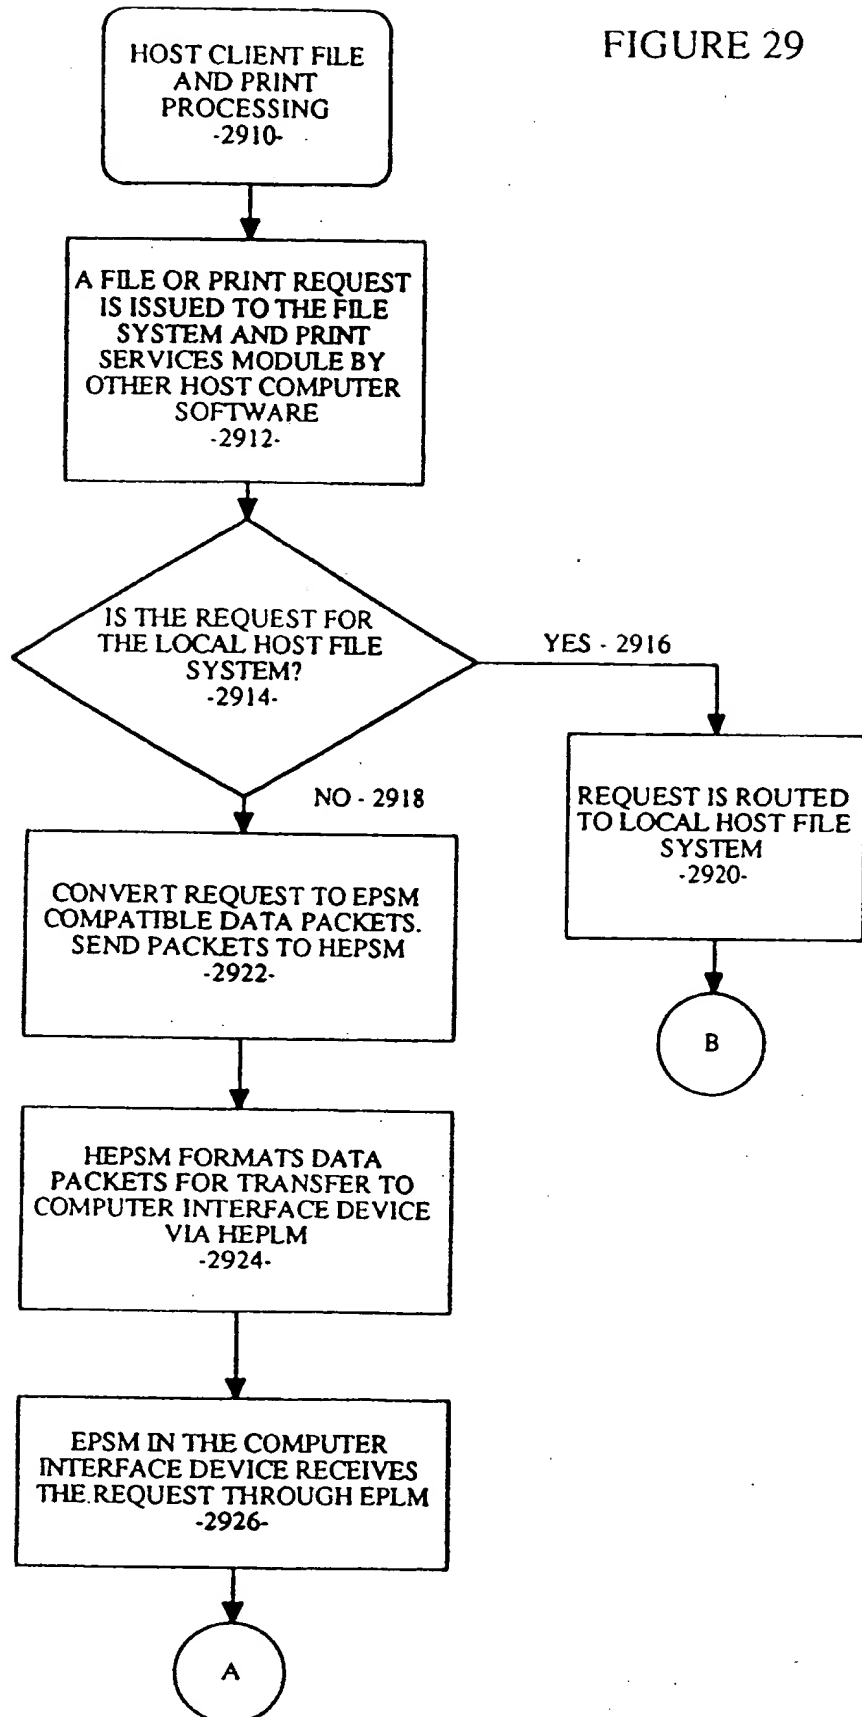 FIGURE 29
HOST CLIENT FILE
AND PRINT
PROCESSING
-2910-
A FILE OR PRINT REQUEST
IS ISSUED TO THE FILE
SYSTEM AND PRINT
SERVICES MODULE BY
OTHER HOST COMPUTER
SOFTWARE
-2912-
IS THE REQUEST FOR
THE LOCAL HOST FILE
SYSTEM?
-2914-
YES - 2916
NO - 2918
REQUEST IS ROUTED
TO LOCAL HOST FILE
SYSTEM
-2920-
B
CONVERT REQUEST TO EPSM
COMPATIBLE DATA PACKETS.
SEND PACKETS TO HEPSM
-2922-
HEPSM FORMATS DATA
PACKETS FOR TRANSFER TO
COMPUTER INTERFACE DEVICE
VIA HEPLM
-2924-
EPSM IN THE COMPUTER
INTERFACE DEVICE RECEIVES
THE REQUEST THROUGH EPLM
-2926-
A